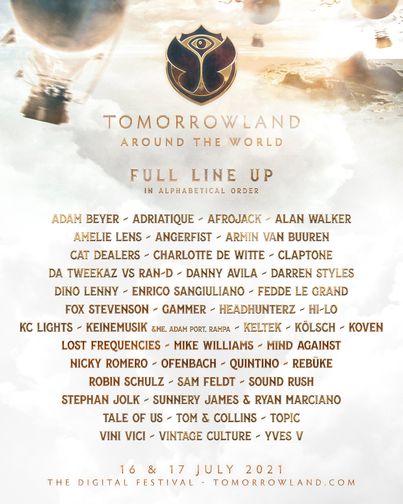 TOMORROWLAND
AROUND THE WORLD
FULL LINE UP
IN ALPHABETICAL ORDER
ADAM BEYER - ADRIATIQUE - AFROJACK - ALAN WALKER
AMELIE LENS - ANGERFIST - ARMIN VAN BUUREN
CAT DEALERS - CHARLOTTE DE WITTE - CLAPTONE
DA TWEEKAZ VS RAN-D - DANNY AVILA - DARREN STYLES
DINO LENNY - ENRICO SANGIULIANO - FEDDE LE GRAND
FOX STEVENSON - GAMMER - HEADHUNTERZ - HI-LO
KC LIGHTS - KEINEMUSIK &ME, ADAM PORT, RAMPA - KELTEK - KÖLSCH - KOVEN
LOST FREQUENCIES - MIKE WILLIAMS - MIND AGAINST
NICKY ROMERO - OFENBACH - QUINTINO - REBŪKE
ROBIN SCHULZ - SAM FELDT - SOUND RUSH
STEPHAN JOLK - SUNNERY JAMES & RYAN MARCIANO
TALE OF US - TOM & COLLINS - TOPIC
VINI VICI - VINTAGE CULTURE - YVES V
16 & 17 JULY 2021
THE DIGITAL FESTIVAL - TOMORROWLAND.COM